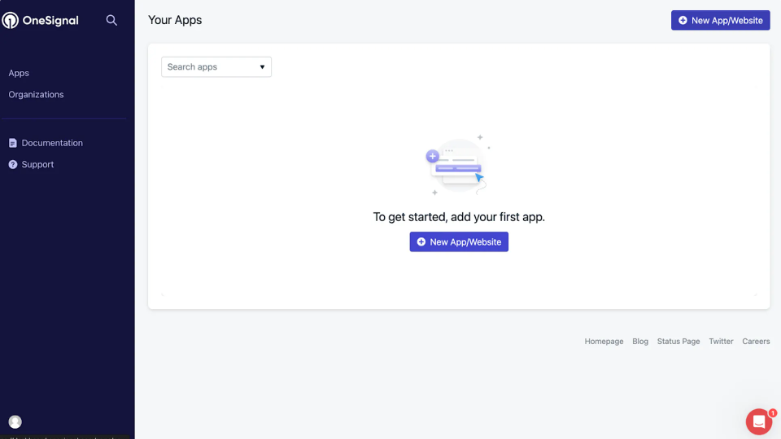 OneSignal
Apps
Organizations
Documentation
Support
Your Apps
New App/Website
Search apps
To get started, add your first app.
New App/Website
Homepage Blog Status Page Twitter Careers
1